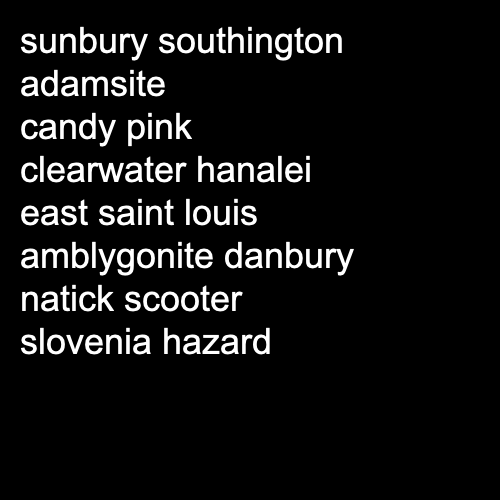 sunbury southington
adamsite
candy pink
clearwater hanalei
east saint louis
amblygonite danbury
natick scooter
slovenia hazard